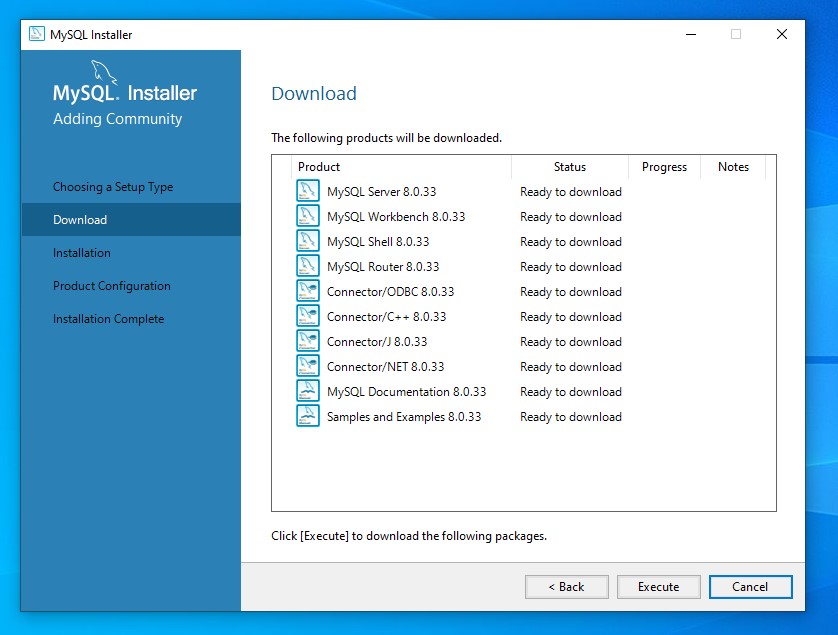 MySQL Installer
MySQL. Installer
Adding Community
Choosing a Setup Type
Download
Installation
Product Configuration
Installation Complete
Download
The following products will be downloaded.
Product Status Progress Notes
MySQL Server 8.0.33 Ready to download
MySQL Workbench 8.0.33 Ready to download
MySQL Shell 8.0.33 Ready to download
MySQL Router 8.0.33 Ready to download
Connector/ODBC 8.0.33 Ready to download
Connector/C++ 8.0.33 Ready to download
Connector/J 8.0.33 Ready to download
Connector/NET 8.0.33 Ready to download
MySQL Documentation 8.0.33 Ready to download
Samples and Examples 8.0.33 Ready to download
Click [Execute] to download the following packages.
< Back Execute Cancel